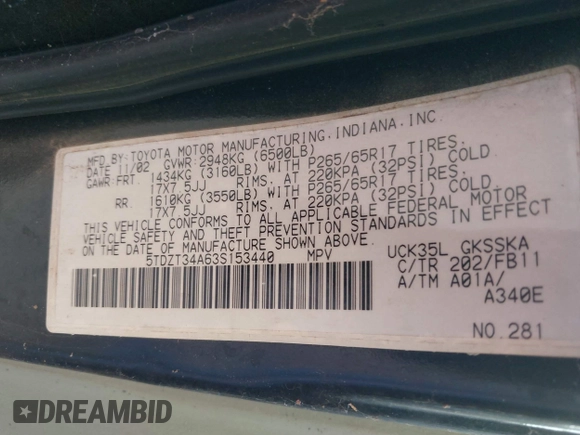 MFD.BY:TOYOTA MOTOR MANUFACTURING,INDIANA,INC.
DATE 11/02 GVWR:2948KG (6500LB)
GAWR:FRT. 1434KG (3160LB) WITH P265/65R17 TIRES,
17X7.5JJ RIMS, AT 220KPA (32PSI) COLD
RR. 1610KG (3550LB) WITH P265/65R17 TIRES,
17X7.5JJ RIMS, AT 220KPA (32PSI) COLD
THIS VEHICLE CONFORMS TO ALL APPLICABLE FEDERAL MOTOR
VEHICLE SAFETY AND THEFT PREVENTION STANDARDS IN EFFECT
ON THE DATE OF MANUFACTURE SHOWN ABOVE.
5TDZT34A63S153440 MPV
UCK35L GKSSKA
C/TR 202/FB11
A/TM A01A/
A340E
NO.281
DREAMBID